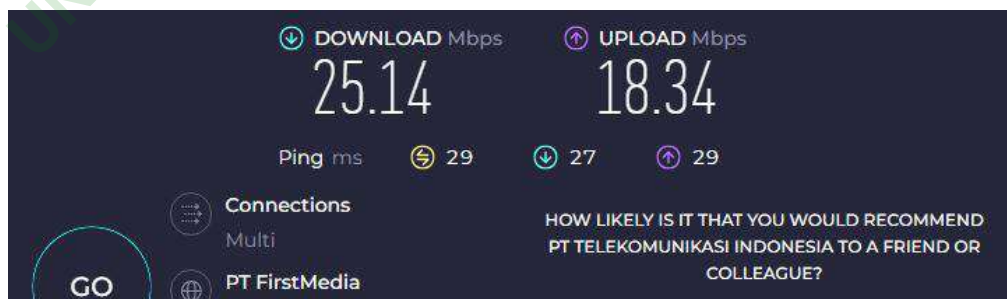 DOWNLOAD Mbps UPLOAD Mbps
25.14 18.34
Ping ms 29 27 29
Connections
Multi
HOW LIKELY IS IT THAT YOU WOULD RECOMMEND
PT TELEKOMUNIKASI INDONESIA TO A FRIEND OR
COLLEAGUE?
GO
PT FirstMedia